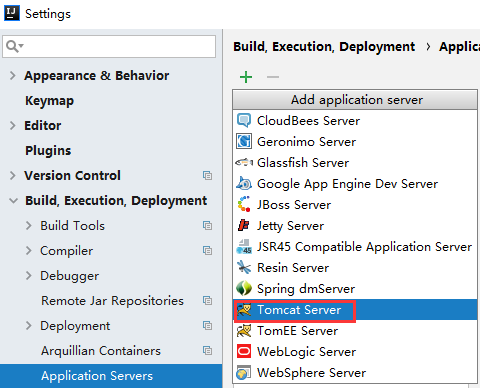 Settings
Appearance & Behavior
Keymap
Editor
Plugins
Version Control
Build, Execution, Deployment
Build Tools
Compiler
Debugger
Remote Jar Repositories
Deployment
Arquillian Containers
Application Servers
Build, Execution, Deployment › Applica
Add application server
CloudBees Server
Geronimo Server
Glassfish Server
Google App Engine Dev Server
JBoss Server
Jetty Server
JSR45 Compatible Application Server
Resin Server
Spring dmServer
Tomcat Server
TomEE Server
WebLogic Server
WebSphere Server